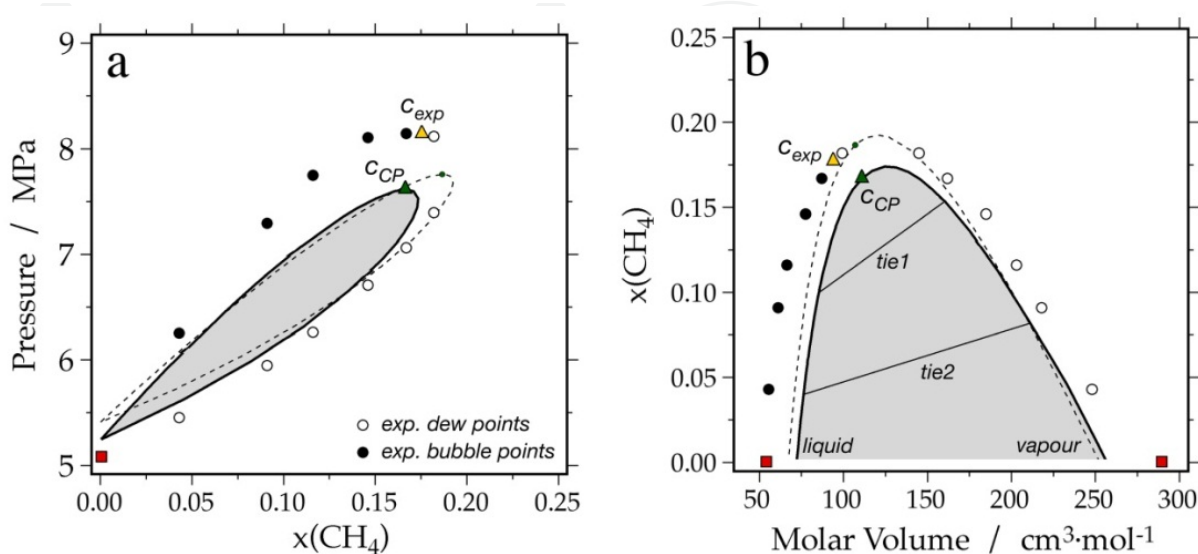 a
9
8
7
6
5
Pressure / MPa
c_exp
c_CP
exp. dew points
exp. bubble points
0.00 0.05 0.10 0.15 0.20 0.25
x(CH₄)
b
0.25
0.20
0.15
0.10
0.05
0.00
x(CH₄)
c_exp
c_CP
tie1
tie2
liquid vapour
50 100 150 200 250 300
Molar Volume / cm³·mol⁻¹